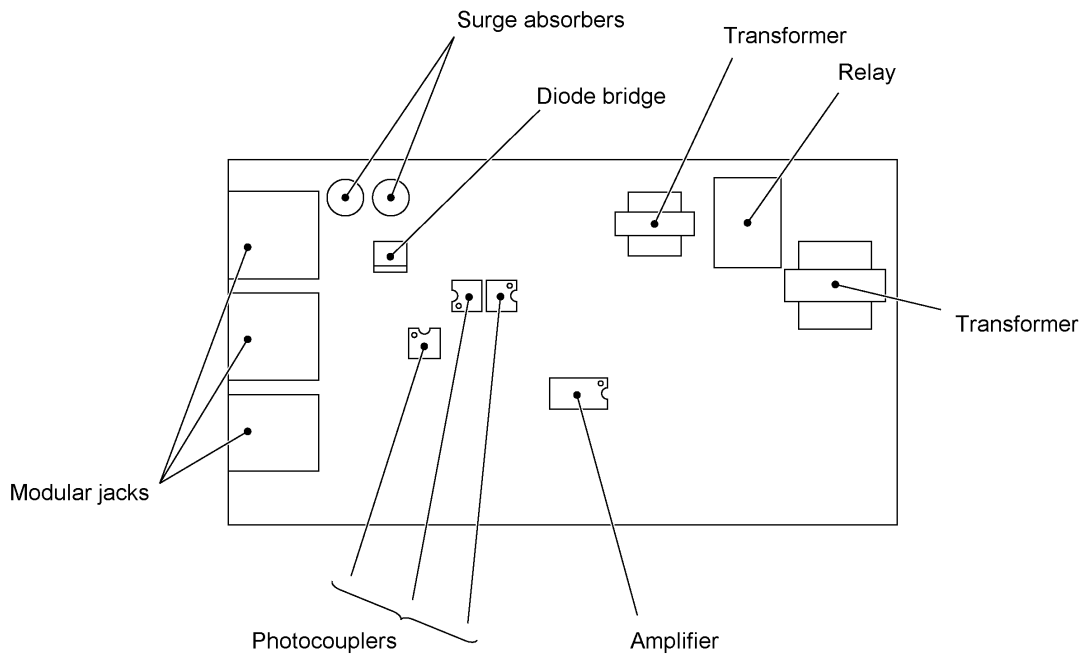 Surge absorbers
Transformer
Relay
Diode bridge
Transformer
Modular jacks
Photocouplers
Amplifier